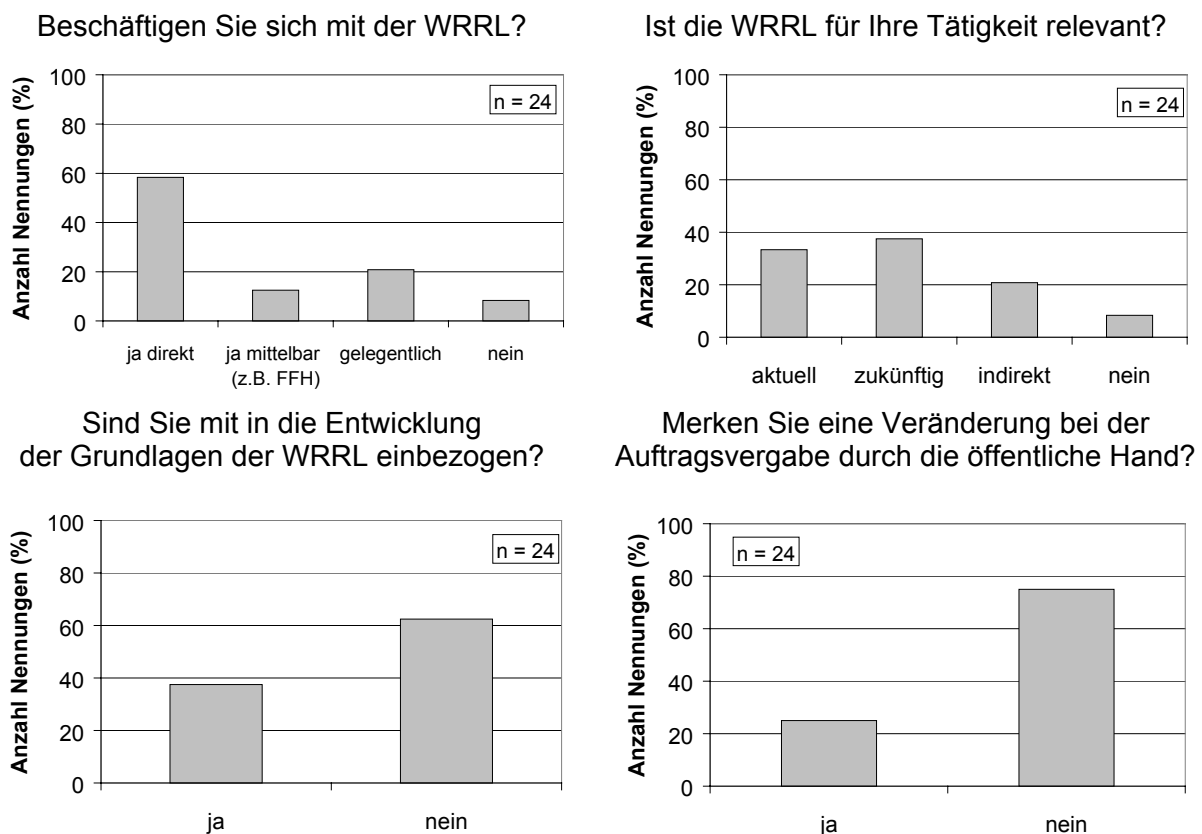 Beschäftigen Sie sich mit der WRRL?
Anzahl Nennungen (%)
100
80
60
40
20
0
n = 24
ja direkt
ja mittelbar
(z.B. FFH)
gelegentlich
nein
Ist die WRRL für Ihre Tätigkeit relevant?
Anzahl Nennungen (%)
100
80
60
40
20
0
n = 24
aktuell
zukünftig
indirekt
nein
Sind Sie mit in die Entwicklung
der Grundlagen der WRRL einbezogen?
Anzahl Nennungen (%)
100
80
60
40
20
0
n = 24
ja
nein
Merken Sie eine Veränderung bei der
Auftragsvergabe durch die öffentliche Hand?
Anzahl Nennungen (%)
100
80
60
40
20
0
n = 24
ja
nein